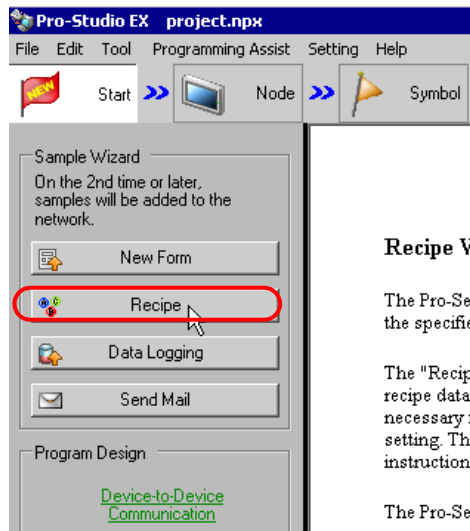 Pro-Studio EX project.npx
File Edit Tool Programming Assist Setting Help
NEW Start Node Symbol
Sample Wizard
On the 2nd time or later,
samples will be added to the
network.
New Form
Recipe
Data Logging
Send Mail
Program Design
Device-to-Device
Communication
Recipe
The Pro-Se
the specifie
The "Recip
recipe data
necessary
setting. Th
instruction
The Pro-Se